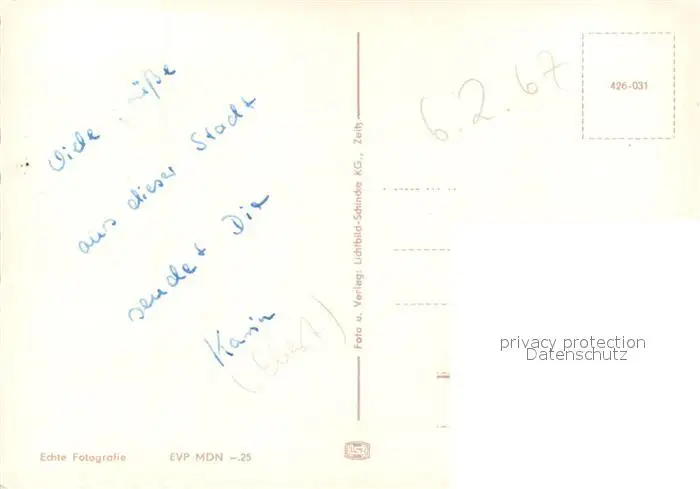 Viele Grüße
aus dieser Stadt
sendet Dir
Karin
6.2.67
426-031
Foto u. Verlag: Lichtbild-Schincke KG., Zeitz
privacy protection
Datenschutz
Echte Fotografie
EVP MDN -.25